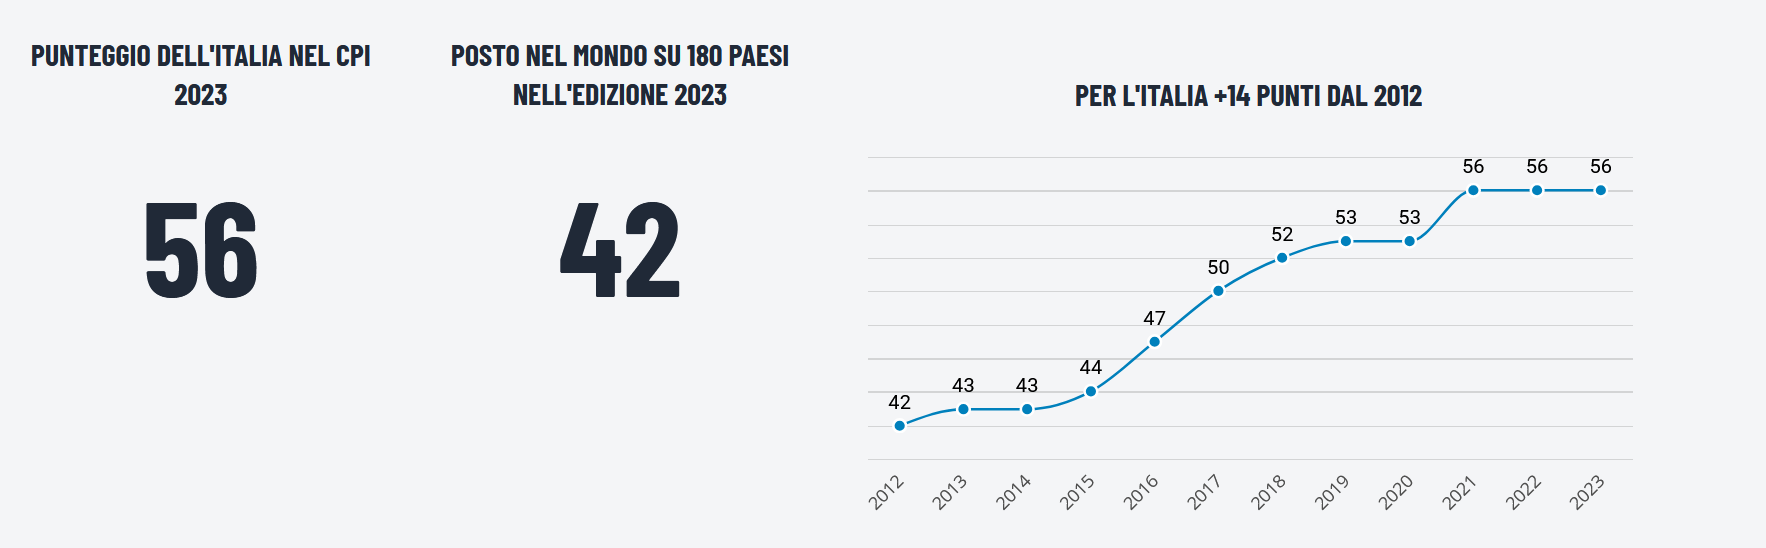 PUNTEGGIO DELL'ITALIA NEL CPI
2023
56
POSTO NEL MONDO SU 180 PAESI
NELL'EDIZIONE 2023
42
PER L'ITALIA +14 PUNTI DAL 2012
42 43 43 44 47 50 52 53 53 56 56 56
2012 2013 2014 2015 2016 2017 2018 2019 2020 2021 2022 2023